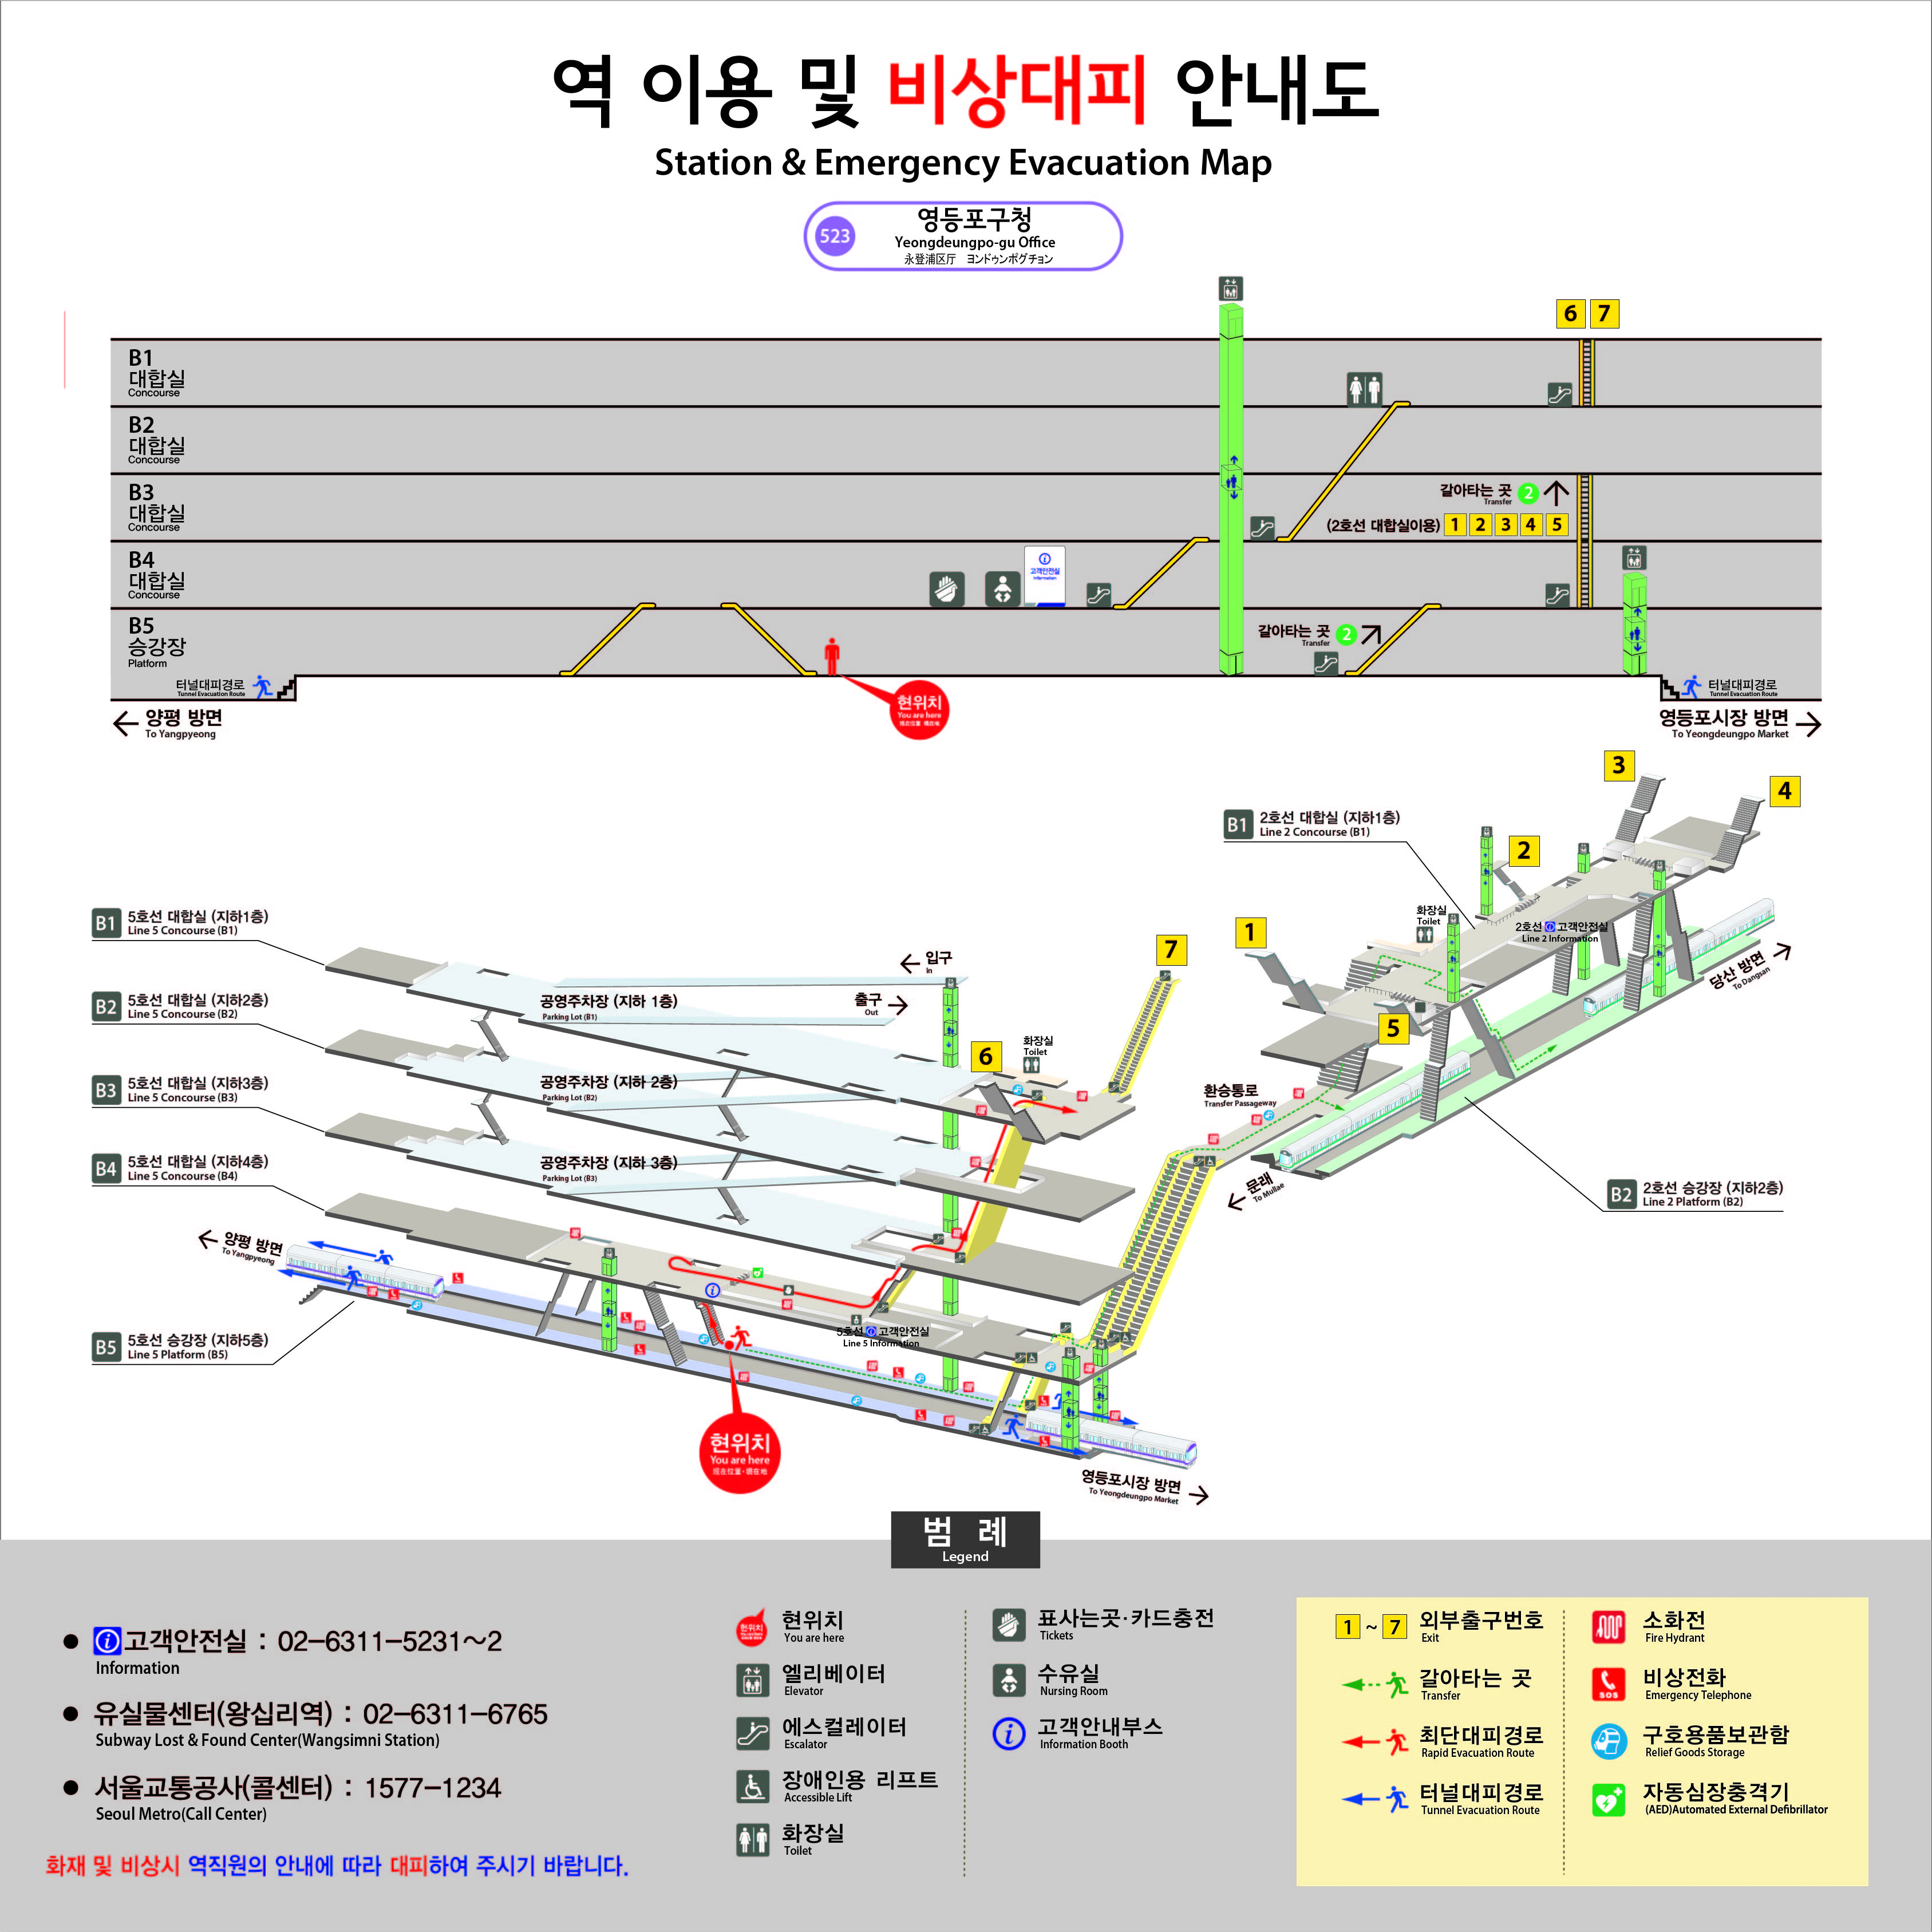 역 이용 및 비상대피 안내도
Station & Emergency Evacuation Map
523
영등포구청
Yeongdeungpo-gu Office
永登浦区厅 ヨンドゥンポグチョン
6 7
B1
대합실
Concourse
B2
대합실
Concourse
B3
대합실
Concourse
갈아타는 곳 2
Transfer
(2호선 대합실이용) 1 2 3 4 5
B4
대합실
Concourse
고객안전실
Information
B5
승강장
Platform
갈아타는 곳 2
Transfer
터널대피경로
Tunnel Evacuation Route
현위치
You are here
터널대피경로
Tunnel Evacuation Route
양평 방면
To Yangpyeong
영등포시장 방면
To Yeongdeungpo Market
3
4
B1 2호선 대합실 (지하1층)
Line 2 Concourse (B1)
2
1
화장실
Toilet
2호선 고객안전실
Line 2 Information
당산 방면
To Dangsan
5
B1 5호선 대합실 (지하1층)
Line 5 Concourse (B1)
7
입구
In
공영주차장 (지하 1층)
Parking Lot (B1)
출구
Out
B2 5호선 대합실 (지하2층)
Line 5 Concourse (B2)
6
화장실
Toilet
공영주차장 (지하 2층)
Parking Lot (B2)
B3 5호선 대합실 (지하3층)
Line 5 Concourse (B3)
환승통로
Transfer Passageway
공영주차장 (지하 3층)
Parking Lot (B3)
B4 5호선 대합실 (지하4층)
Line 5 Concourse (B4)
문래
To Mullae
B2 2호선 승강장 (지하2층)
Line 2 Platform (B2)
양평 방면
To Yangpyeong
B5 5호선 승강장 (지하5층)
Line 5 Platform (B5)
5호선 고객안전실
Line 5 Information
현위치
You are here
现在位置·現在地
영등포시장 방면
To Yeongdeungpo Market
범 례
Legend
고객안전실 : 02-6311-5231~2
Information
유실물센터(왕십리역) : 02-6311-6765
Subway Lost & Found Center(Wangsimni Station)
서울교통공사(콜센터) : 1577-1234
Seoul Metro(Call Center)
화재 및 비상시 역직원의 안내에 따라 대피하여 주시기 바랍니다.
현위치
You are here
엘리베이터
Elevator
에스컬레이터
Escalator
장애인용 리프트
Accessible Lift
화장실
Toilet
표사는곳·카드충전
Tickets
수유실
Nursing Room
고객안내부스
Information Booth
1 ~ 7 외부출구번호
Exit
갈아타는 곳
Transfer
최단대피경로
Rapid Evacuation Route
터널대피경로
Tunnel Evacuation Route
소화전
Fire Hydrant
SOS
비상전화
Emergency Telephone
구호용품보관함
Relief Goods Storage
자동심장충격기
(AED)Automated External Defibrillator